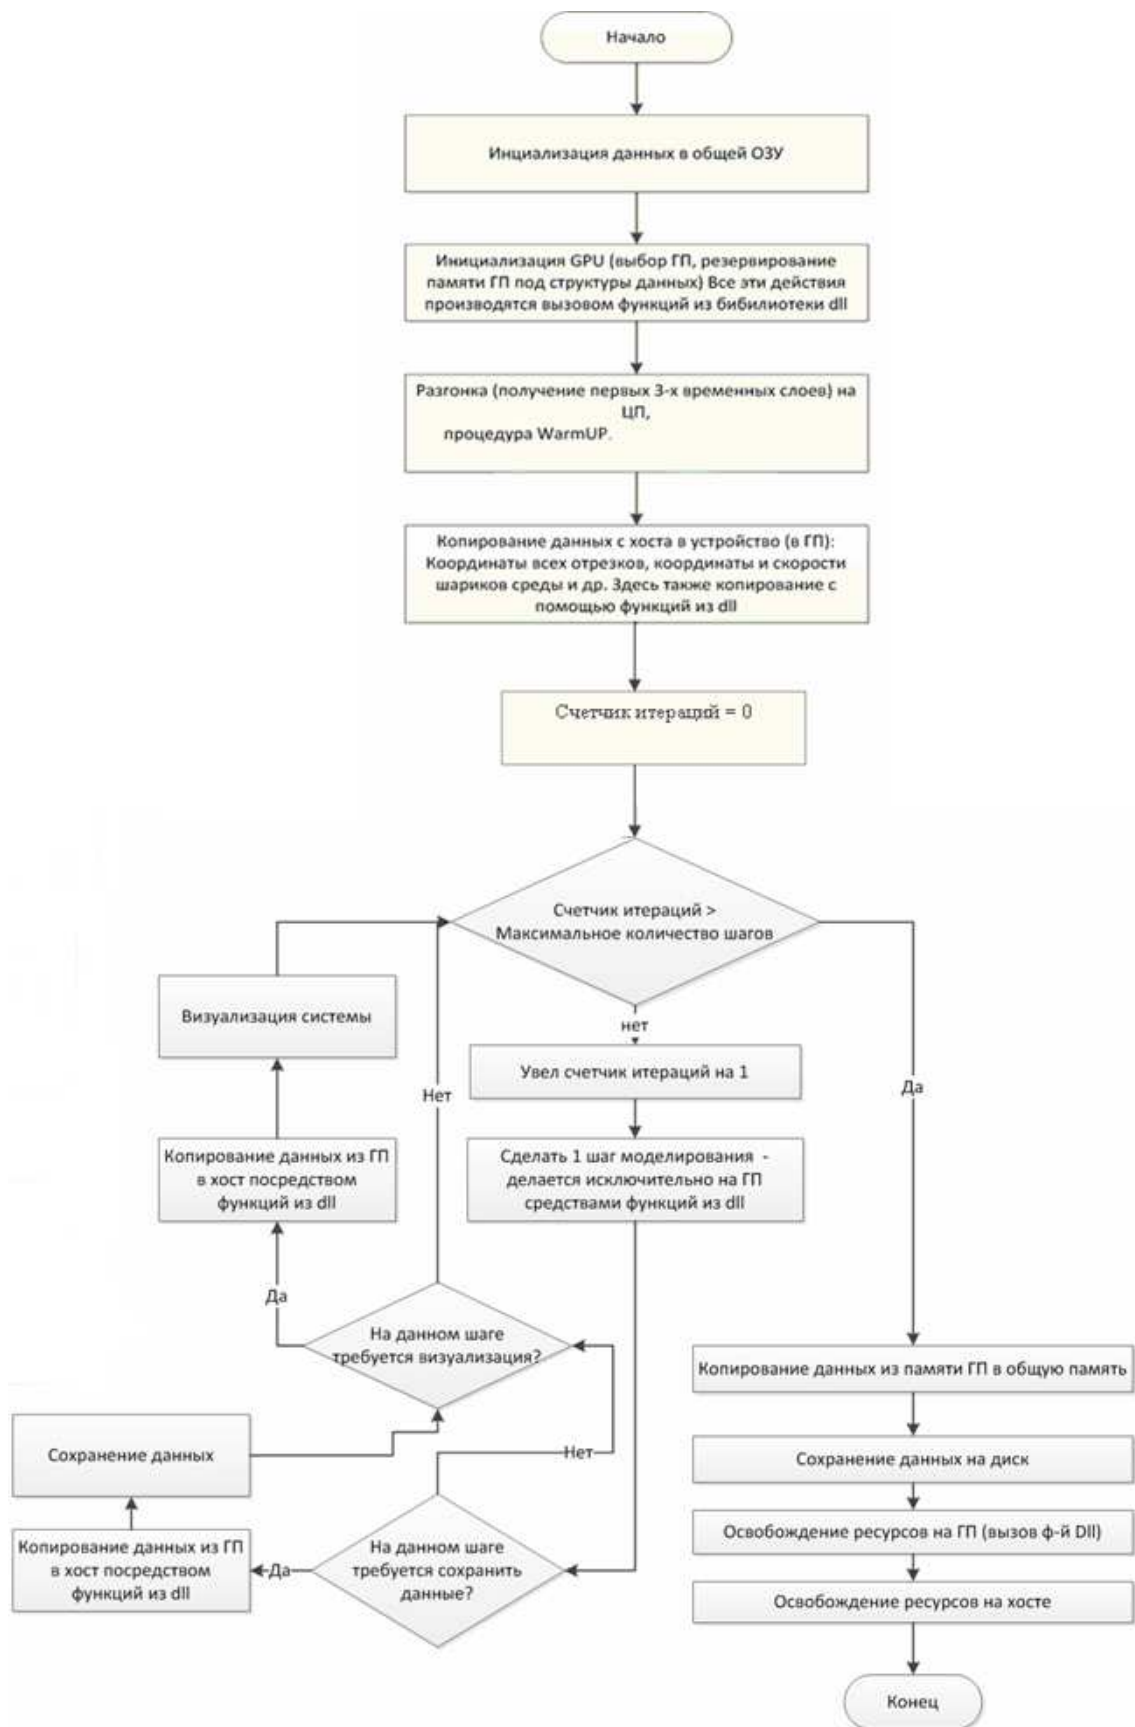 Начало
Инциализация данных в общей ОЗУ
Инициализация GPU (выбор ГП, резервирование
памяти ГП под структуры данных) Все эти действия
производятся вызовом функций из бибилиотеки dll
Разгонка (получение первых 3-х временных слоев) на
ЦП,
процедура WarmUP.
Копирование данных с хоста в устройство (в ГП):
Координаты всех отрезков, координаты и скорости
шариков среды и др. Здесь также копирование с
помощью функций из dll
Счетчик итераций = 0
Счетчик итераций >
Максимальное количество шагов
нет
Увел счетчик итераций на 1
Сделать 1 шаг моделирования -
делается исключительно на ГП
средствами функций из dll
Визуализация системы
Копирование данных из ГП
в хост посредством
функций из dll
Нет
Да
Да
На данном шаге
требуется визуализация?
Сохранение данных
Нет
Копирование данных из ГП
в хост посредством
функций из dll
Да
На данном шаге
требуется сохранить
данные?
Копирование данных из памяти ГП в общую память
Сохранение данных на диск
Освобождение ресурсов на ГП (вызов ф-й Dll)
Освобождение ресурсов на хосте
Конец